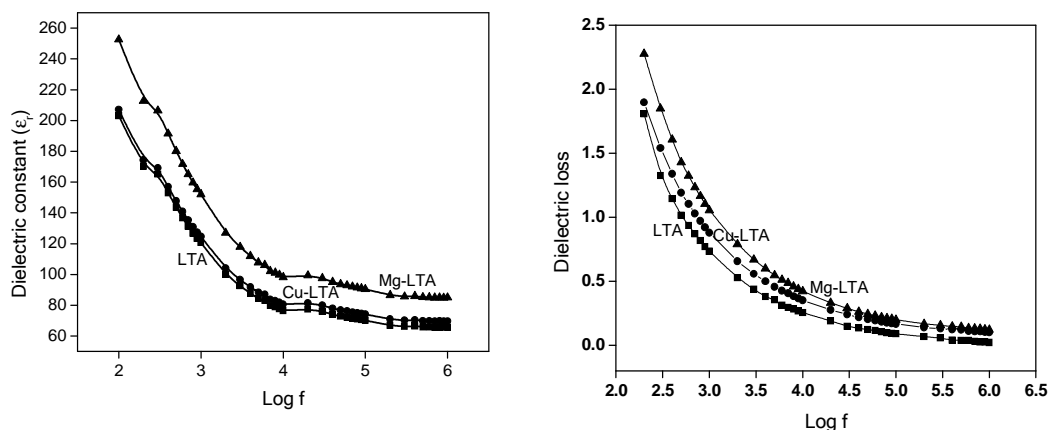 260
240
220
200
180
160
140
120
100
80
60
Dielectric constant (εr)
LTA
Cu-LTA
Mg-LTA
2 3 4 5 6
Log f
2.5
2.0
1.5
1.0
0.5
0.0
Dielectric loss
LTA
Cu-LTA
Mg-LTA
2.0 2.5 3.0 3.5 4.0 4.5 5.0 5.5 6.0 6.5
Log f